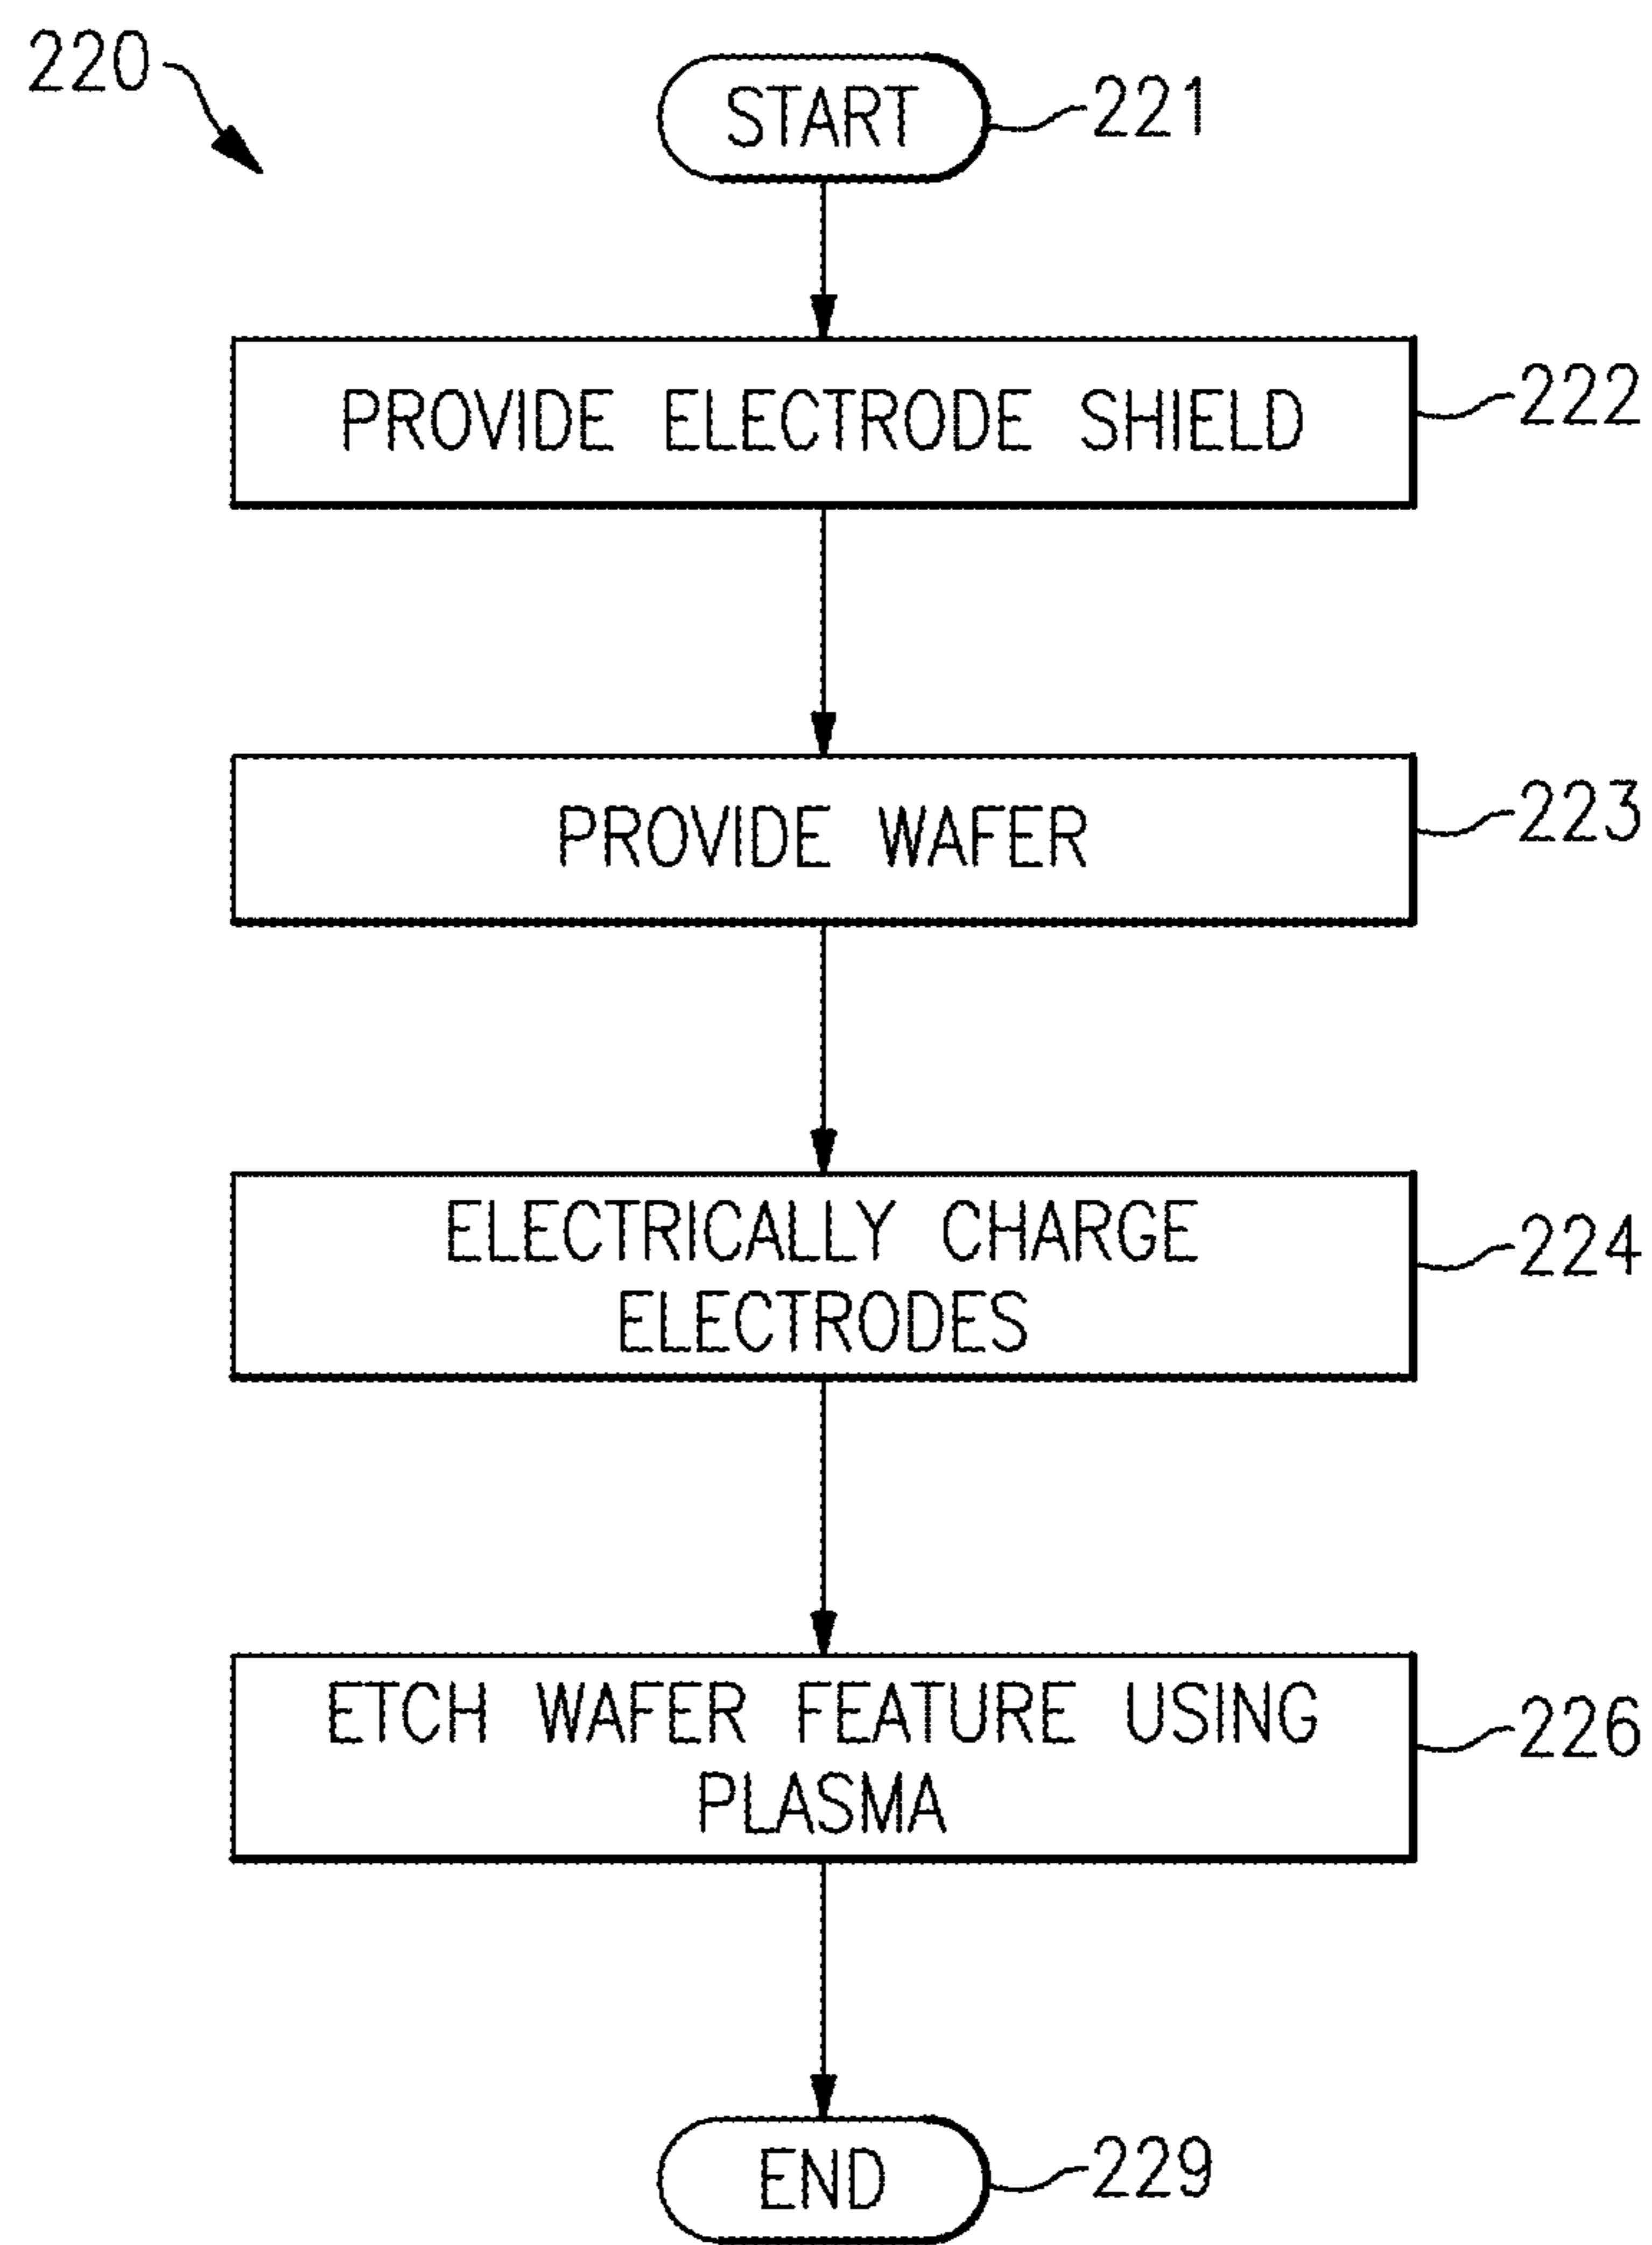 220
START
221
PROVIDE ELECTRODE SHIELD
222
PROVIDE WAFER
223
ELECTRICALLY CHARGE
ELECTRODES
224
ETCH WAFER FEATURE USING
PLASMA
226
END
229